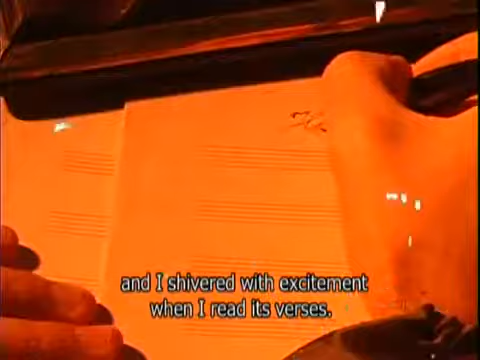 and I shivered with excitement
when I read its verses.